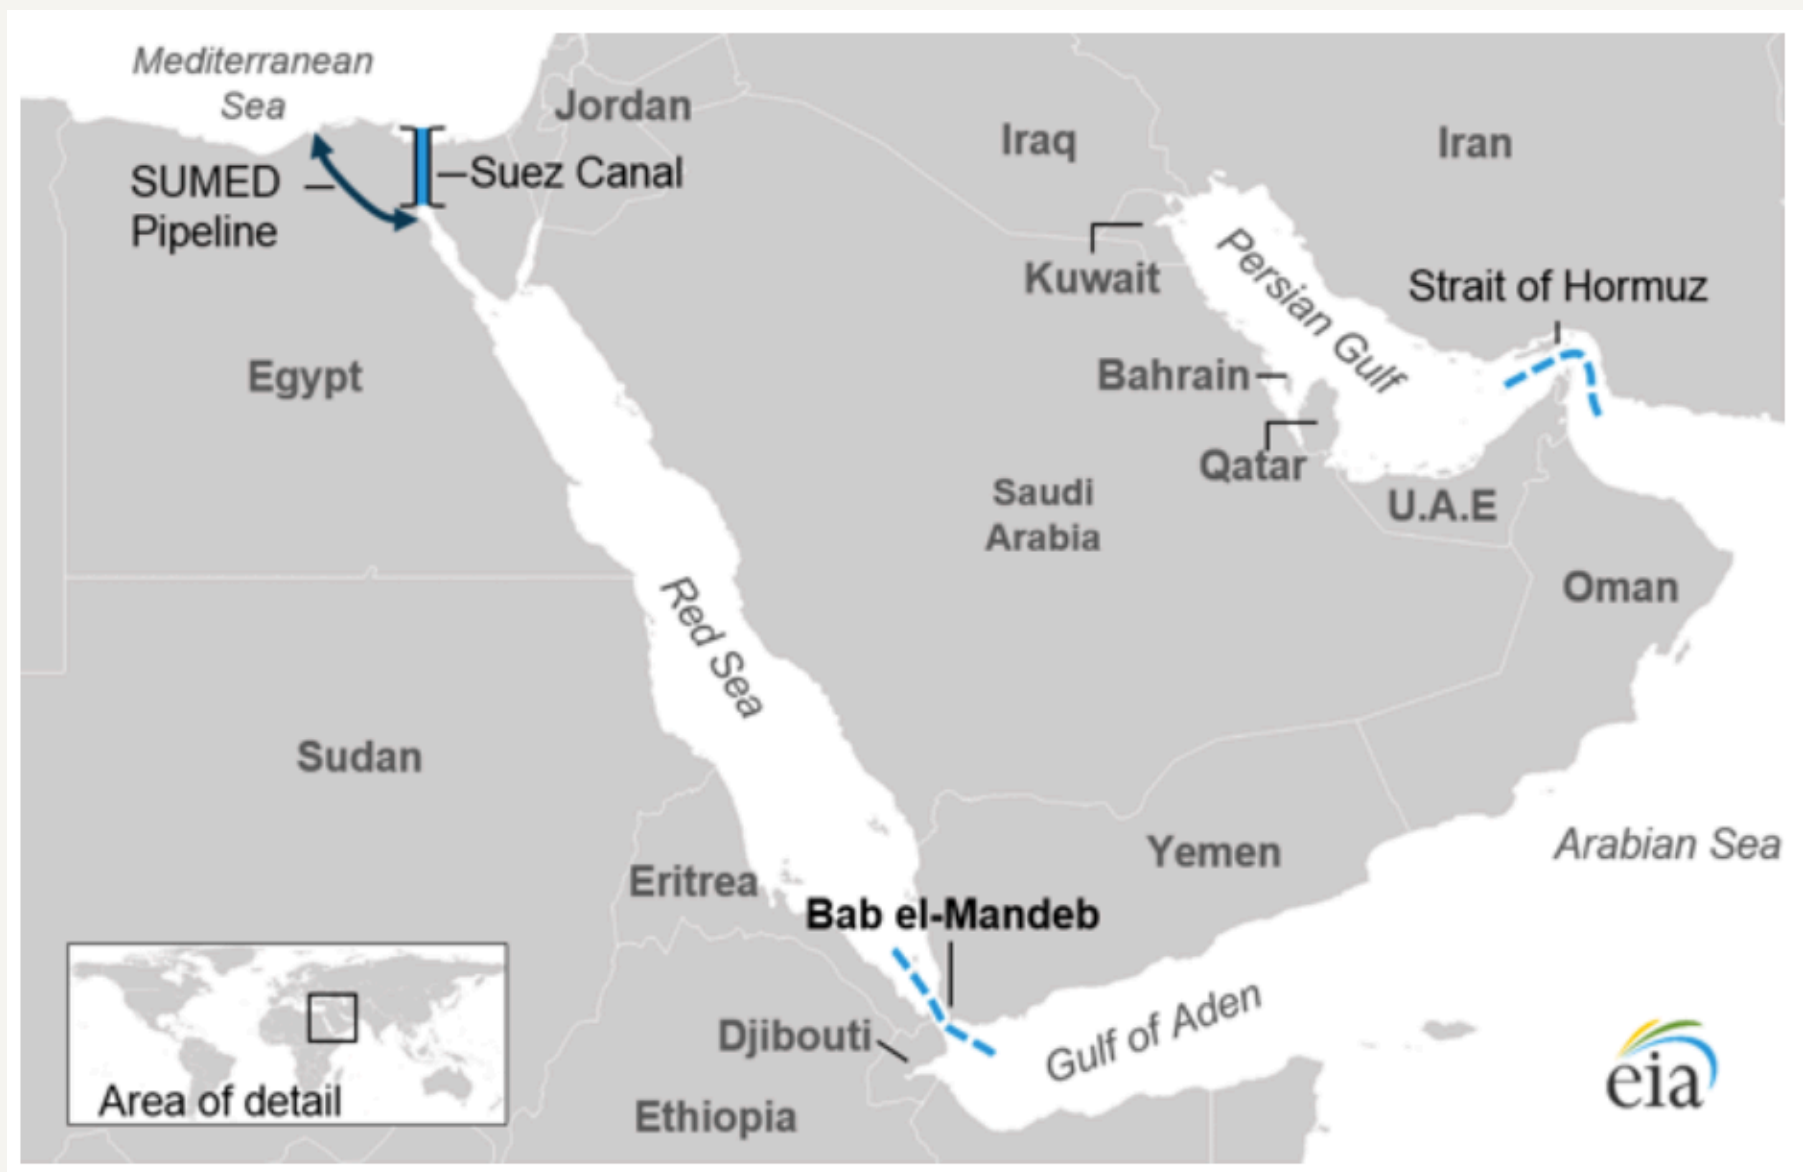 Mediterranean
Sea
Jordan
Iraq
Iran
SUMED
Pipeline
Suez Canal
Kuwait
Persian Gulf
Strait of Hormuz
Egypt
Bahrain
Qatar
Saudi
Arabia
U.A.E
Oman
Red Sea
Sudan
Yemen
Arabian Sea
Eritrea
Bab el-Mandeb
Djibouti
Gulf of Aden
Ethiopia
Area of detail
eia